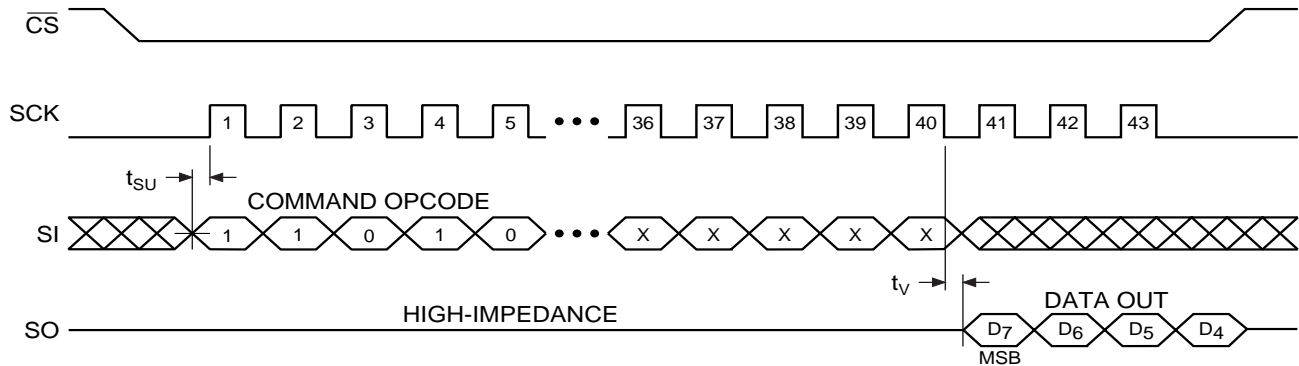 CS
SCK
1 2 3 4 5 ••• 36 37 38 39 40 41 42 43
tSU
COMMAND OPCODE
SI
1 1 0 1 0 ••• X X X X X
tV
HIGH-IMPEDANCE
DATA OUT
SO
D7 D6 D5 D4
MSB